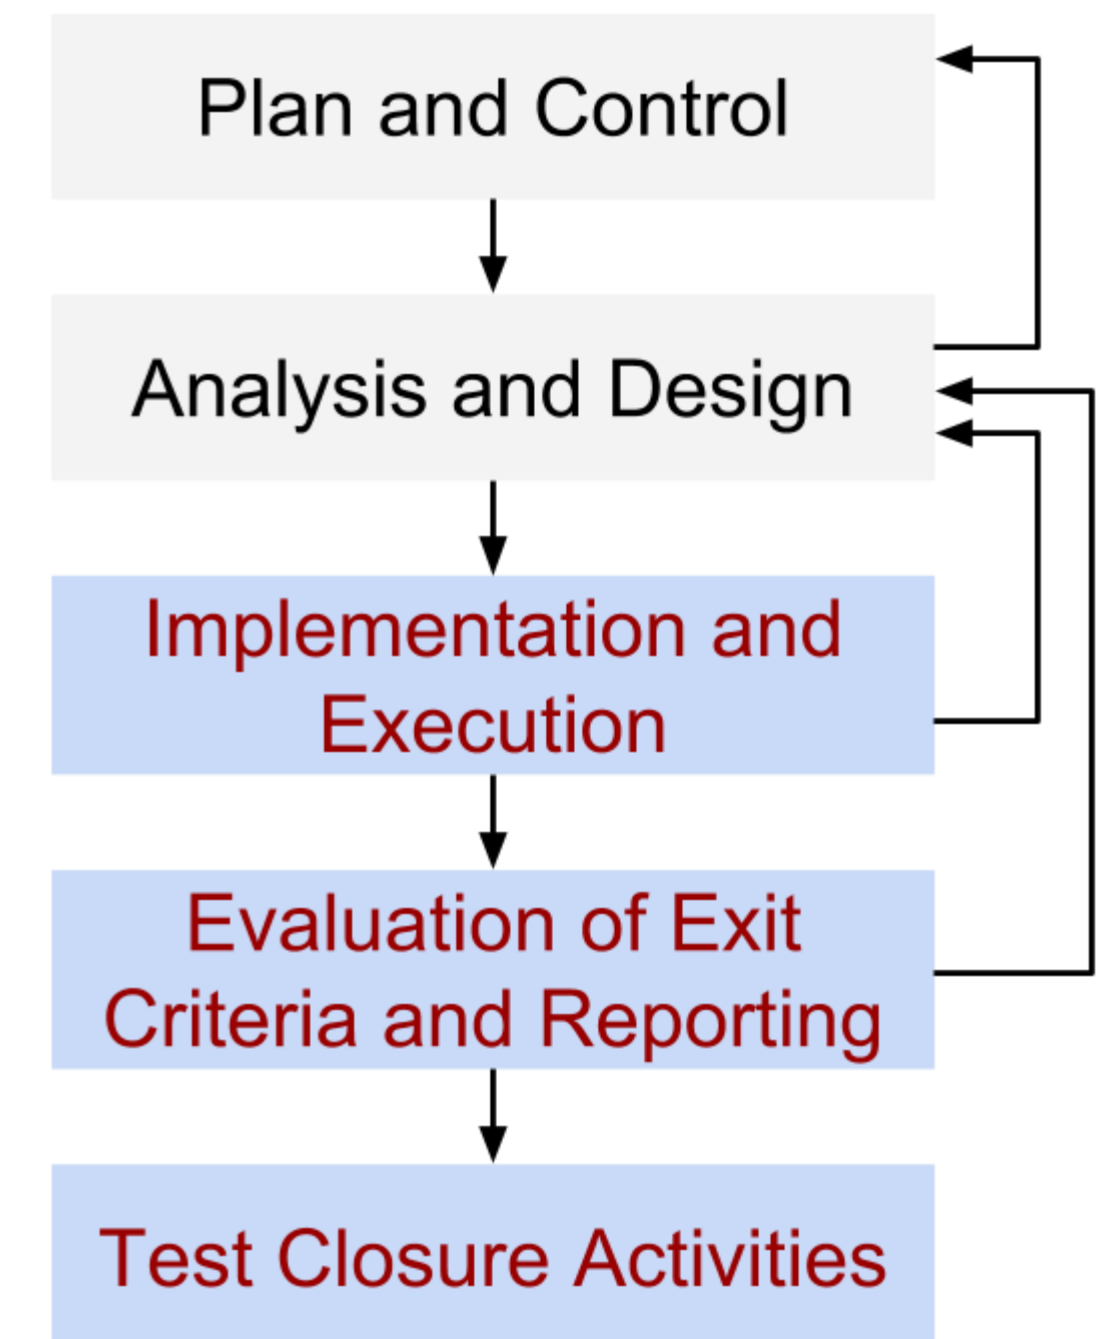 Plan and Control
Analysis and Design
Implementation and
Execution
Evaluation of Exit
Criteria and Reporting
Test Closure Activities